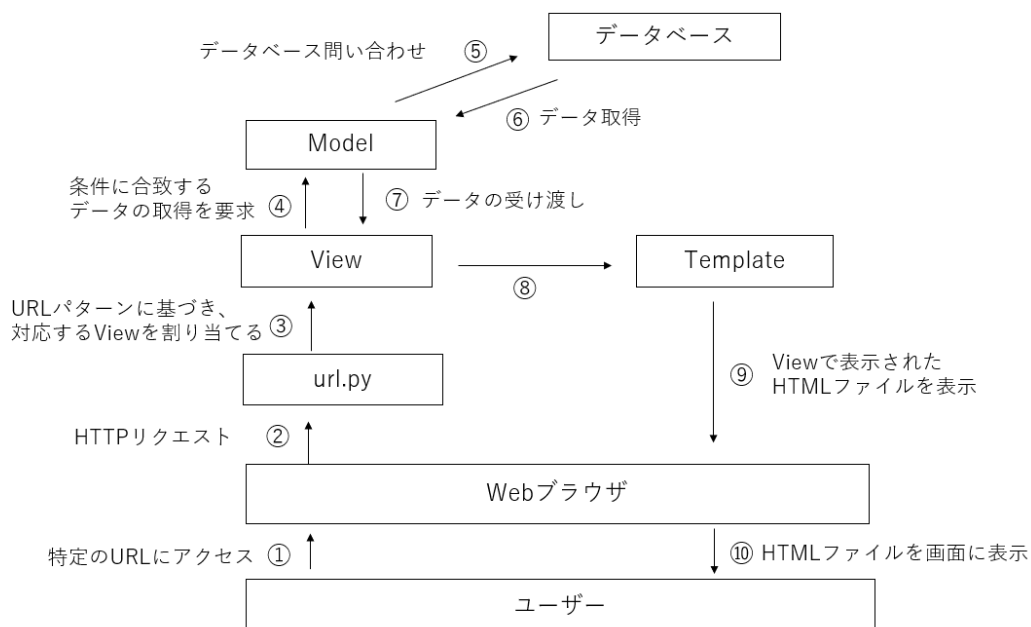 データベース
データベース問い合わせ
⑤
⑥ データ取得
Model
条件に合致する
データの取得を要求 ④
⑦ データの受け渡し
View
⑧
Template
URLパターンに基づき、
対応するViewを割り当てる ③
url.py
⑨ Viewで表示された
HTMLファイルを表示
HTTPリクエスト ②
Webブラウザ
特定のURLにアクセス ①
⑩ HTMLファイルを画面に表示
ユーザー